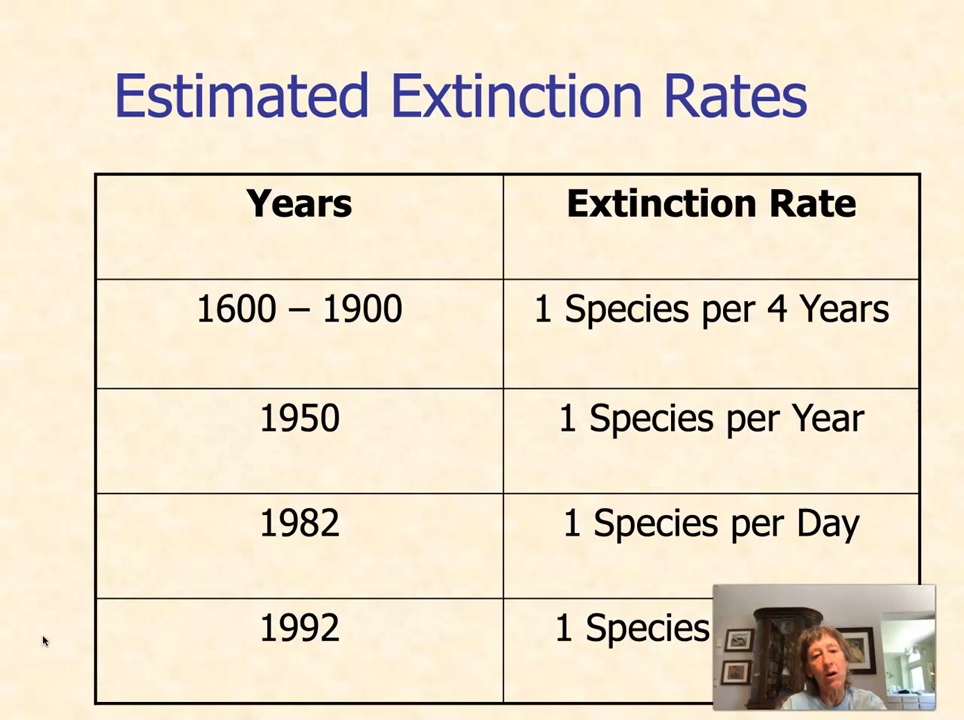 Estimated Extinction Rates
Years Extinction Rate
1600 – 1900 1 Species per 4 Years
1950 1 Species per Year
1982 1 Species per Day
1992 1 Species